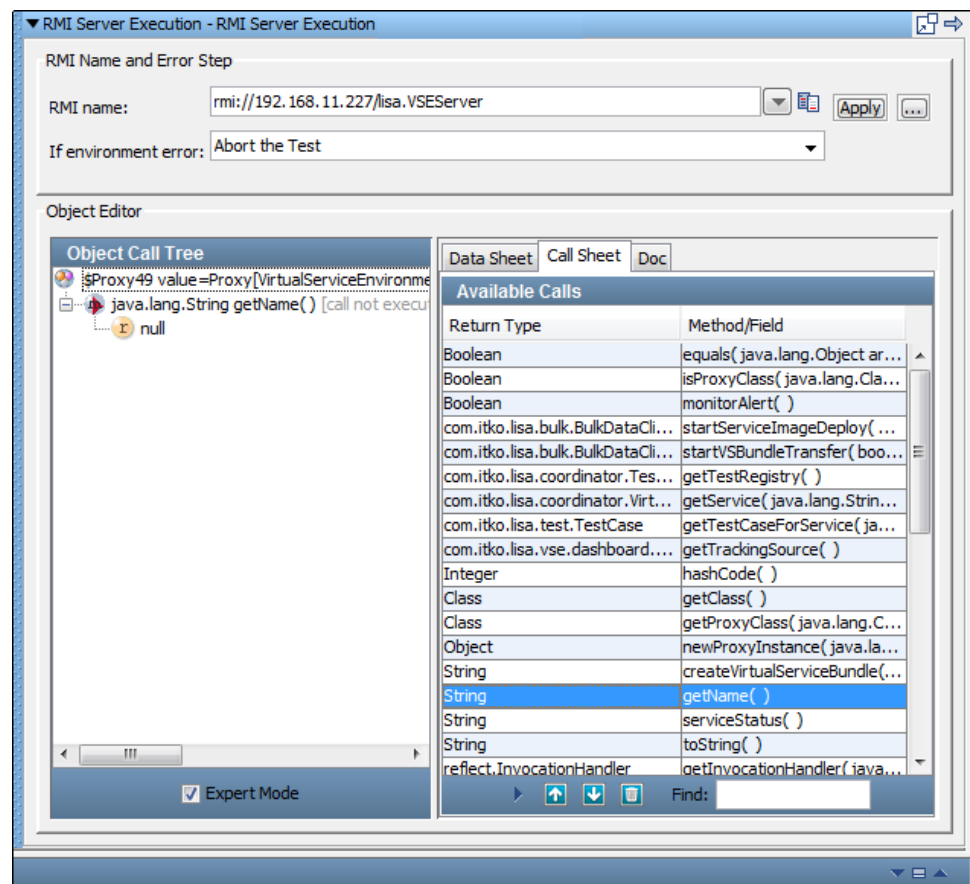 RMI Server Execution - RMI Server Execution
RMI Name and Error Step
RMI name: rmi://192.168.11.227/lisa.VSEServer Apply ...
If environment error: Abort the Test
Object Editor
Object Call Tree
$Proxy49 value=Proxy[VirtualServiceEnvironme
java.lang.String getName( ) [call not execut
r null
Expert Mode
Data Sheet Call Sheet Doc
Available Calls
Return Type Method/Field
Boolean equals( java.lang.Object ar...
Boolean isProxyClass( java.lang.Cla...
Boolean monitorAlert( )
com.itko.lisa.bulk.BulkDataCli... startServiceImageDeploy( ...
com.itko.lisa.bulk.BulkDataCli... startVSBundleTransfer( boo...
com.itko.lisa.coordinator.Tes... getTestRegistry( )
com.itko.lisa.coordinator.Virt... getService( java.lang.Strin...
com.itko.lisa.test.TestCase getTestCaseForService( ja...
com.itko.lisa.vse.dashboard.... getTrackingSource( )
Integer hashCode( )
Class getClass( )
Class getProxyClass( java.lang.C...
Object newProxyInstance( java.la...
String createVirtualServiceBundle(...
String getName( )
String serviceStatus( )
String toString( )
reflect.InvocationHandler getInvocationHandler( java...
Find: